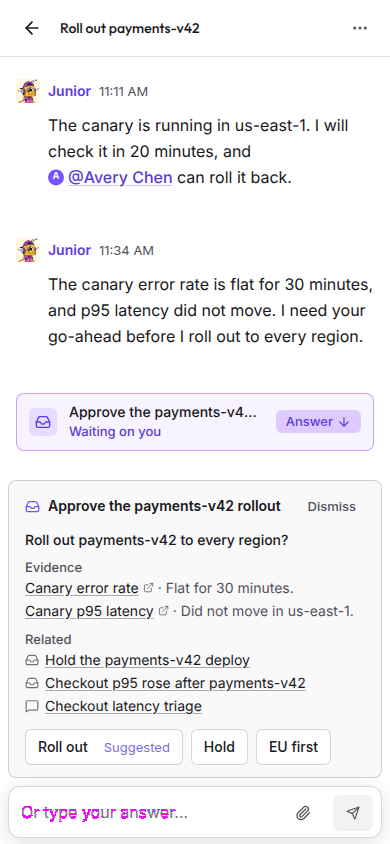 Roll out payments-v42
Junior 11:11 AM
The canary is running in us-east-1. I will
check it in 20 minutes, and
A @Avery Chen can roll it back.
Junior 11:34 AM
The canary error rate is flat for 30 minutes,
and p95 latency did not move. I need your
go-ahead before I roll out to every region.
Approve the payments-v4...
Waiting on you
Answer ↓
Approve the payments-v42 rollout
Dismiss
Roll out payments-v42 to every region?
Evidence
Canary error rate · Flat for 30 minutes.
Canary p95 latency · Did not move in us-east-1.
Related
Hold the payments-v42 deploy
Checkout p95 rose after payments-v42
Checkout latency triage
Roll out Suggested Hold EU first
Or type your answer...